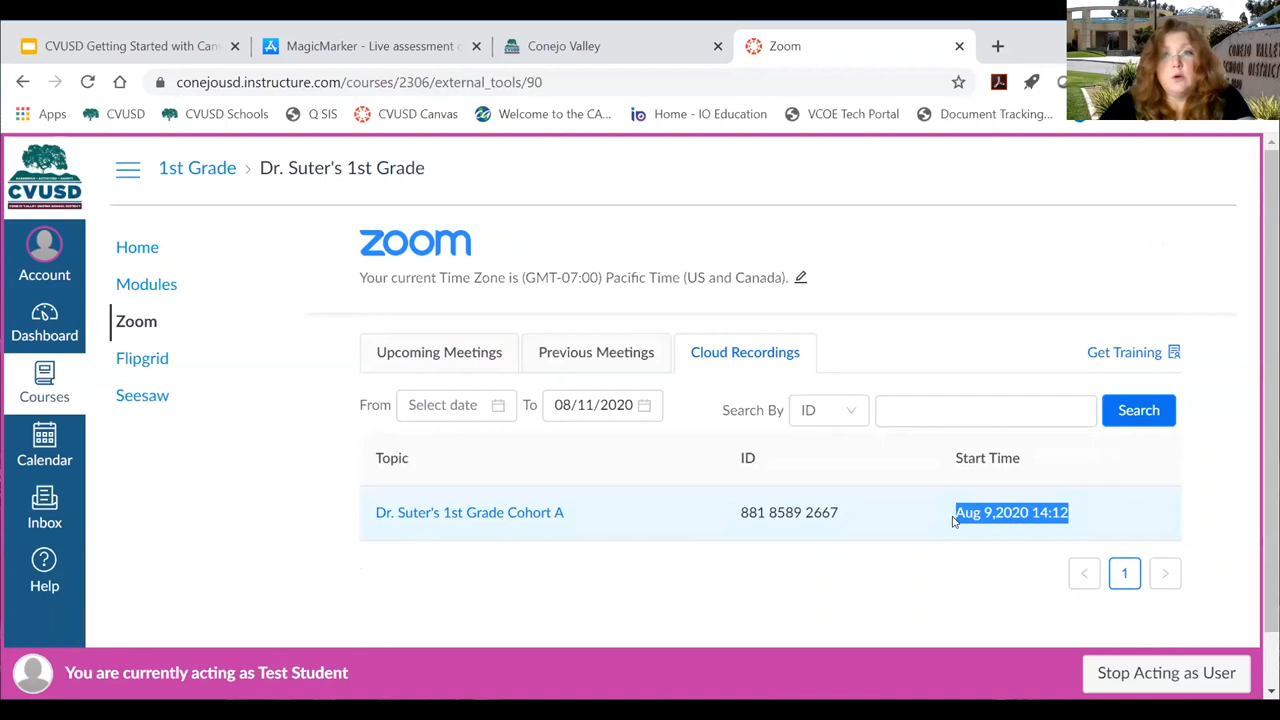 CVUSD Getting Started with Can
MagicMarker - Live assessment
Conejo Valley
Zoom
conejousd.instructure.com/courses/2306/external_tools/90
Apps
CVUSD
CVUSD Schools
Q SIS
CVUSD Canvas
Welcome to the CA...
Home - IO Education
VCOE Tech Portal
Document Tracking...
CONEJO VALLEY
SCHOOL DISTRICT
CVUSD
1st Grade > Dr. Suter's 1st Grade
Account
Dashboard
Courses
Calendar
Inbox
Help
Home
Modules
Zoom
Flipgrid
Seesaw
zoom
Your current Time Zone is (GMT-07:00) Pacific Time (US and Canada).
Upcoming Meetings
Previous Meetings
Cloud Recordings
Get Training
From Select date To 08/11/2020
Search By ID Search
Topic ID Start Time
Dr. Suter's 1st Grade Cohort A 881 8589 2667 Aug 9,2020 14:12
< 1 >
You are currently acting as Test Student
Stop Acting as User